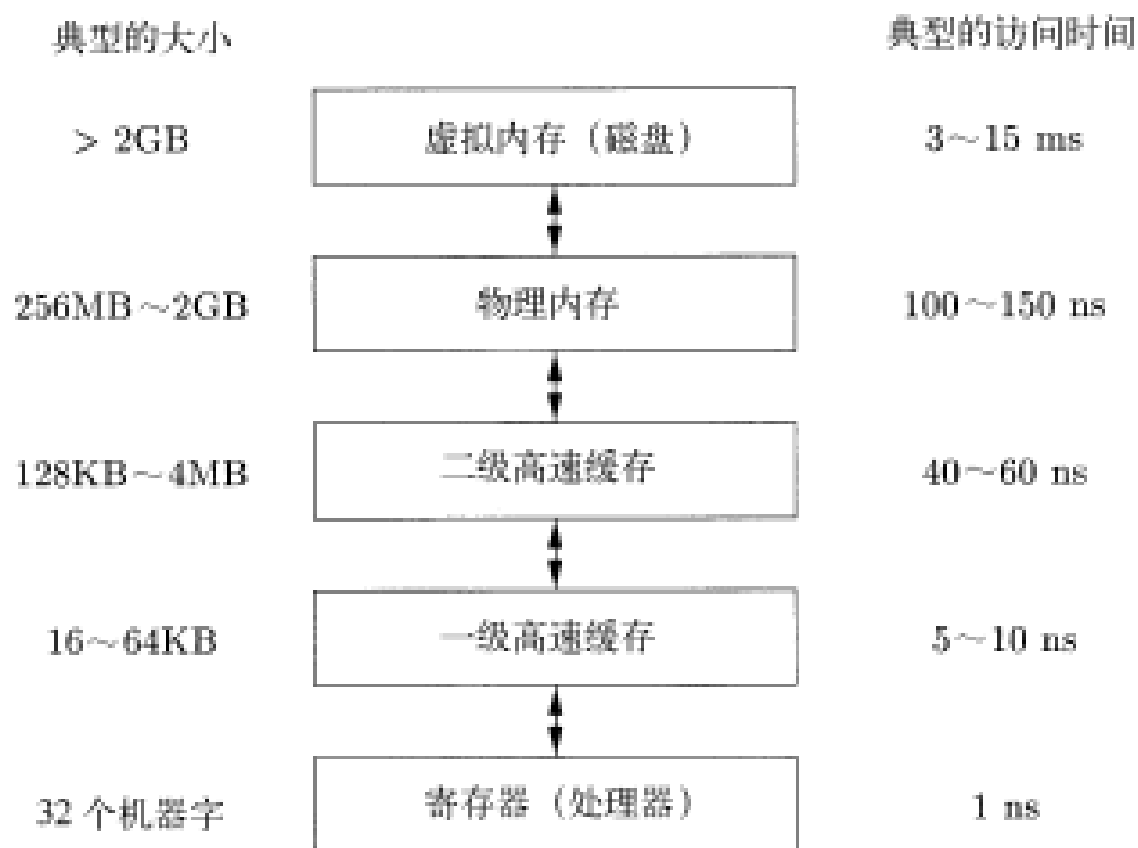 典型的大小 典型的访问时间
> 2GB 虚拟内存（磁盘） 3～15 ms
256MB～2GB 物理内存 100～150 ns
128KB～4MB 二级高速缓存 40～60 ns
16～64KB 一级高速缓存 5～10 ns
32 个机器字 寄存器（处理器） 1 ns